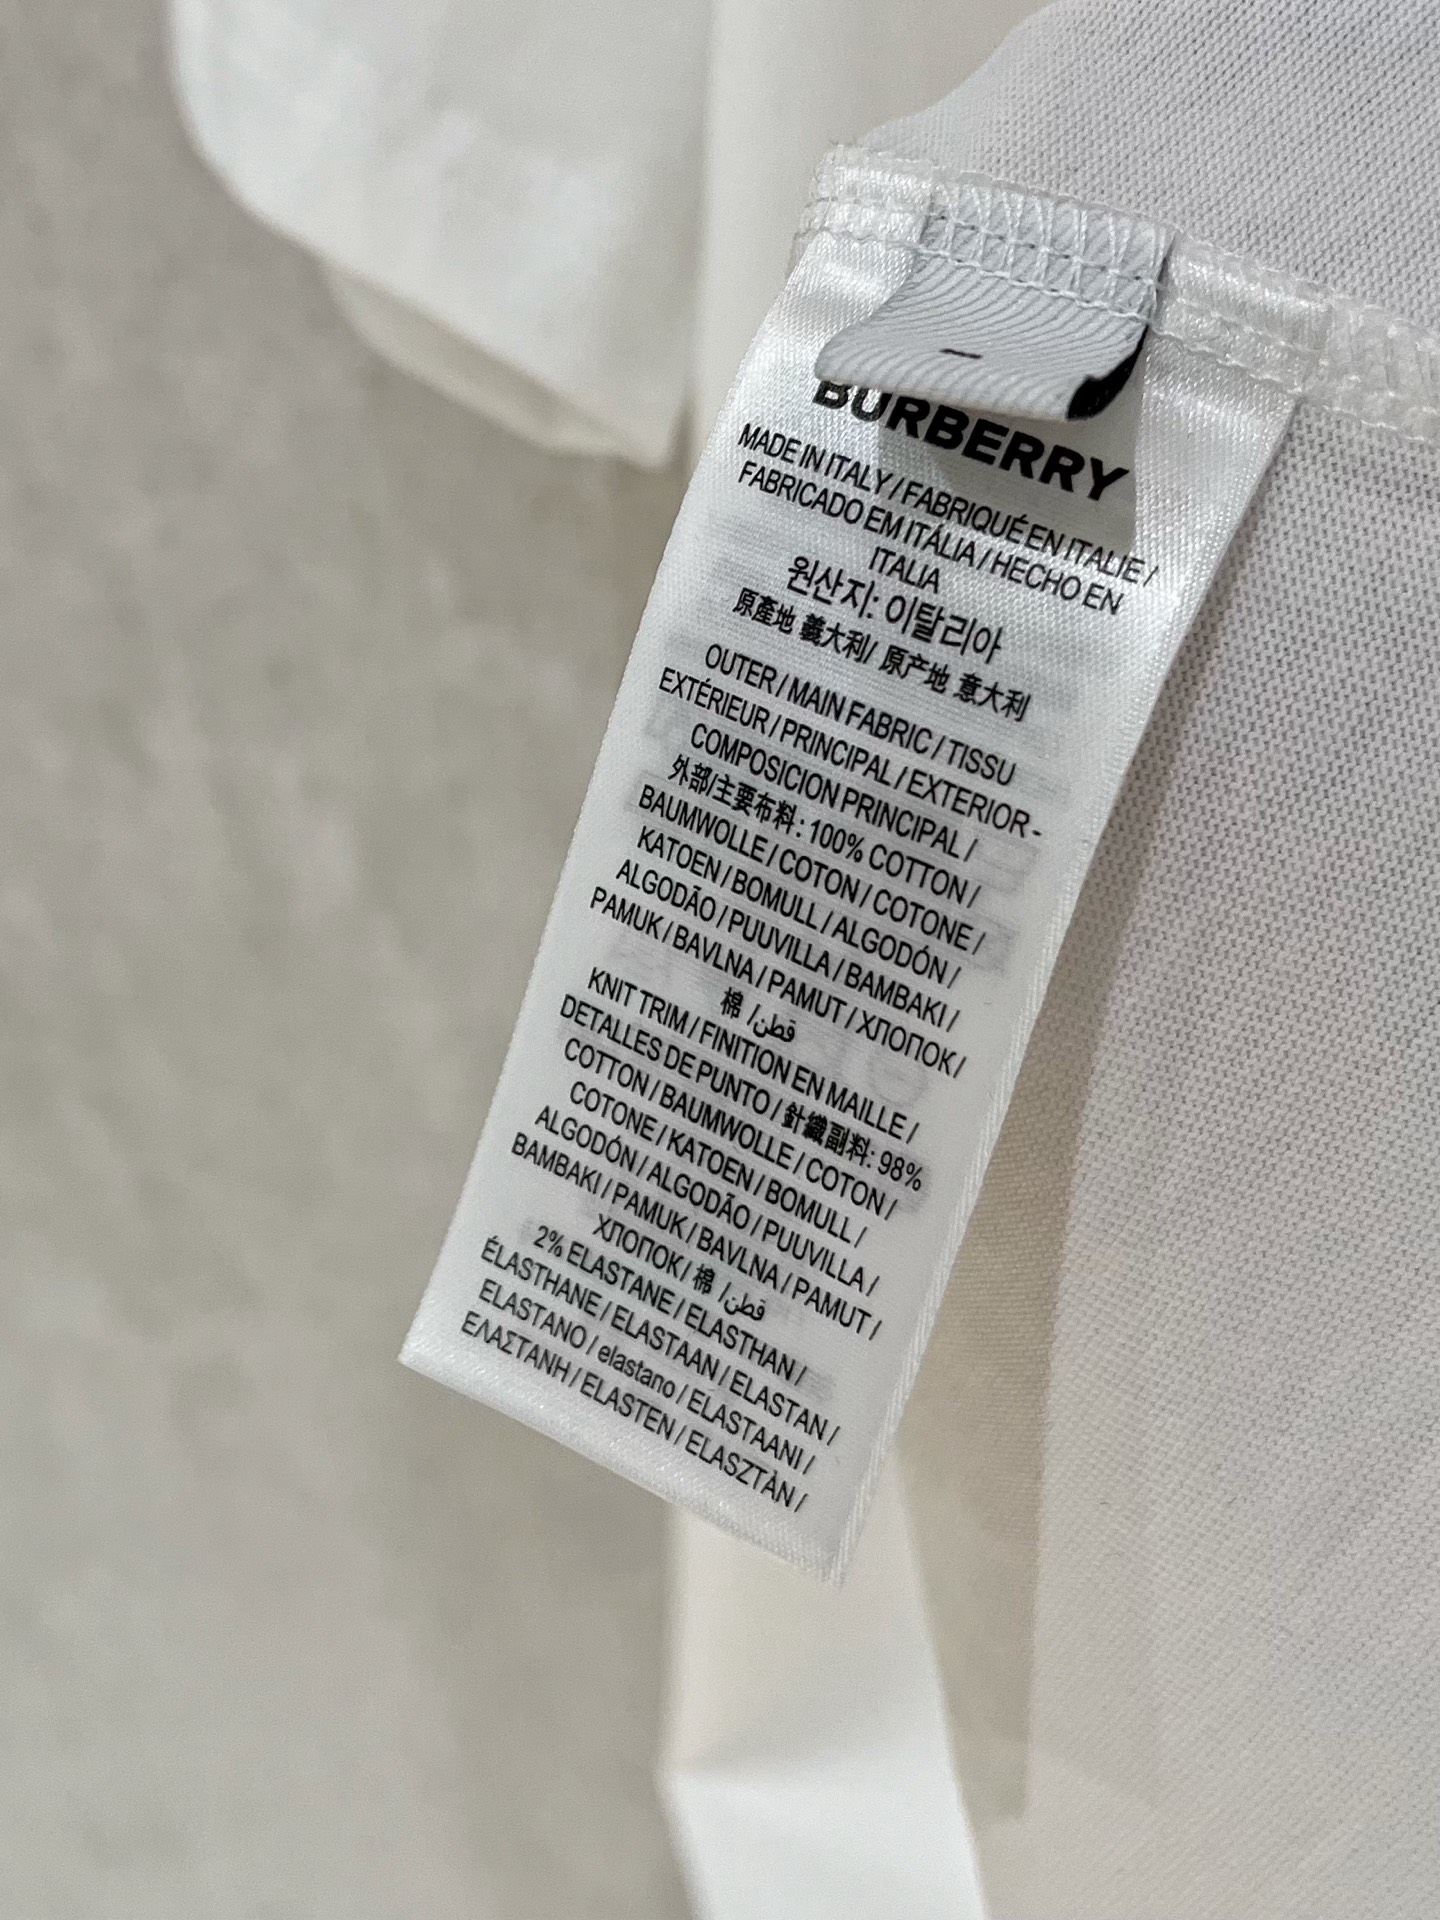 BURBERRY
MADE IN ITALY / FABRIQUÉ EN ITALIE /
FABRICADO EM ITÁLIA / HECHO EN
ITALIA
원산지: 이탈리아
原產地 義大利/ 原产地 意大利
OUTER / MAIN FABRIC / TISSU
EXTÉRIEUR / PRINCIPAL / EXTERIOR -
COMPOSICION PRINCIPAL /
外部/主要布料: 100% COTTON /
BAUMWOLLE / COTON / COTONE /
KATOEN / BOMULL / ALGODÓN /
ALGODÃO / PUUVILLA / BAMBAKI /
PAMUK / BAVLNA / PAMUT / ХЛОПОК /
棉 / قطن
KNIT TRIM / FINITION EN MAILLE /
DETALLES DE PUNTO / 針織副料: 98%
COTTON / BAUMWOLLE / COTON /
COTONE / KATOEN / BOMULL /
ALGODÓN / ALGODÃO / PUUVILLA /
BAMBAKI / PAMUK / BAVLNA / PAMUT /
ХЛОПОК / 棉 / قطن
2% ELASTANE / ELASTHAN /
ÉLASTHANE / ELASTAAN / ELASTAN /
ELASTANO / elastano / ELASTAANI /
ΕΛΑΣΤΑΝΗ / ELASTEN / ELASZTÀN /